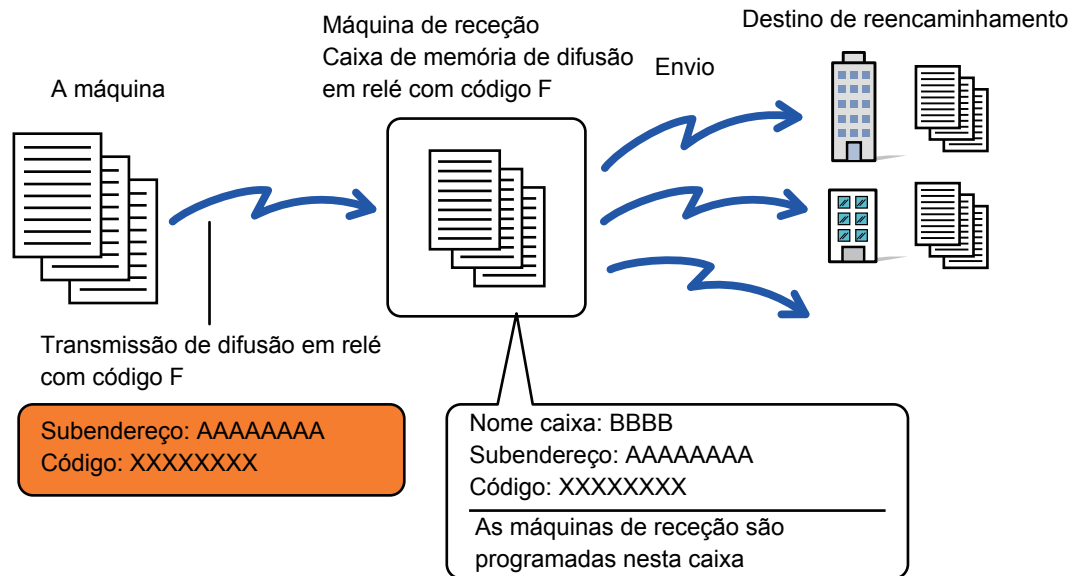 A máquina
Máquina de receção
Caixa de memória de difusão
em relé com código F
Envio
Destino de reencaminhamento
Transmissão de difusão em relé
com código F
Subendereço: AAAAAAAA
Código: XXXXXXXX
Nome caixa: BBBB
Subendereço: AAAAAAAA
Código: XXXXXXXX
As máquinas de receção são
programadas nesta caixa